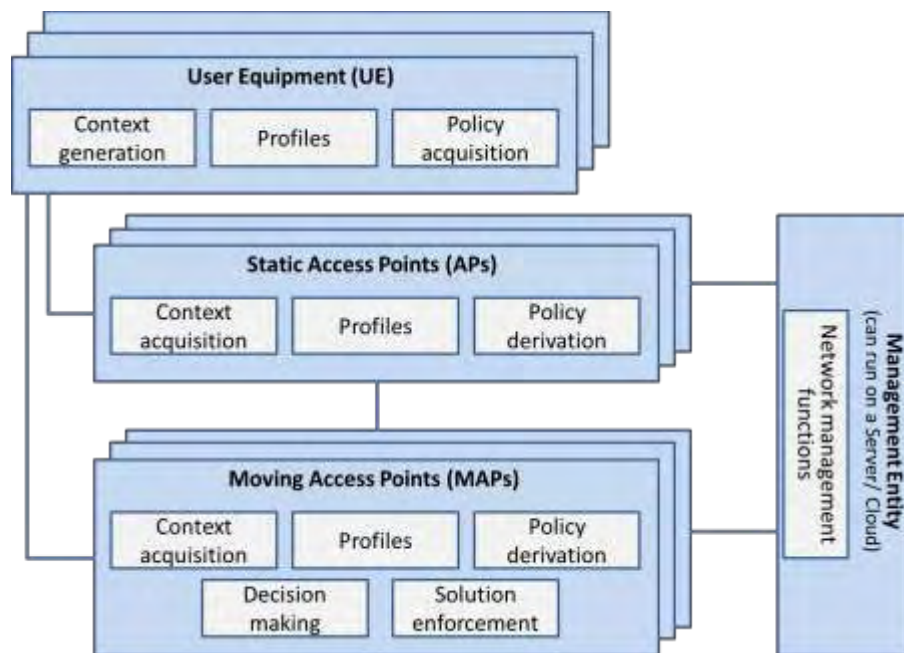 User Equipment (UE)
Context
generation
Profiles
Policy
acquisition
Static Access Points (APs)
Context
acquisition
Profiles
Policy
derivation
Moving Access Points (MAPs)
Context
acquisition
Profiles
Policy
derivation
Decision
making
Solution
enforcement
Management Entity
(can run on a Server/ Cloud)
Network management
functions